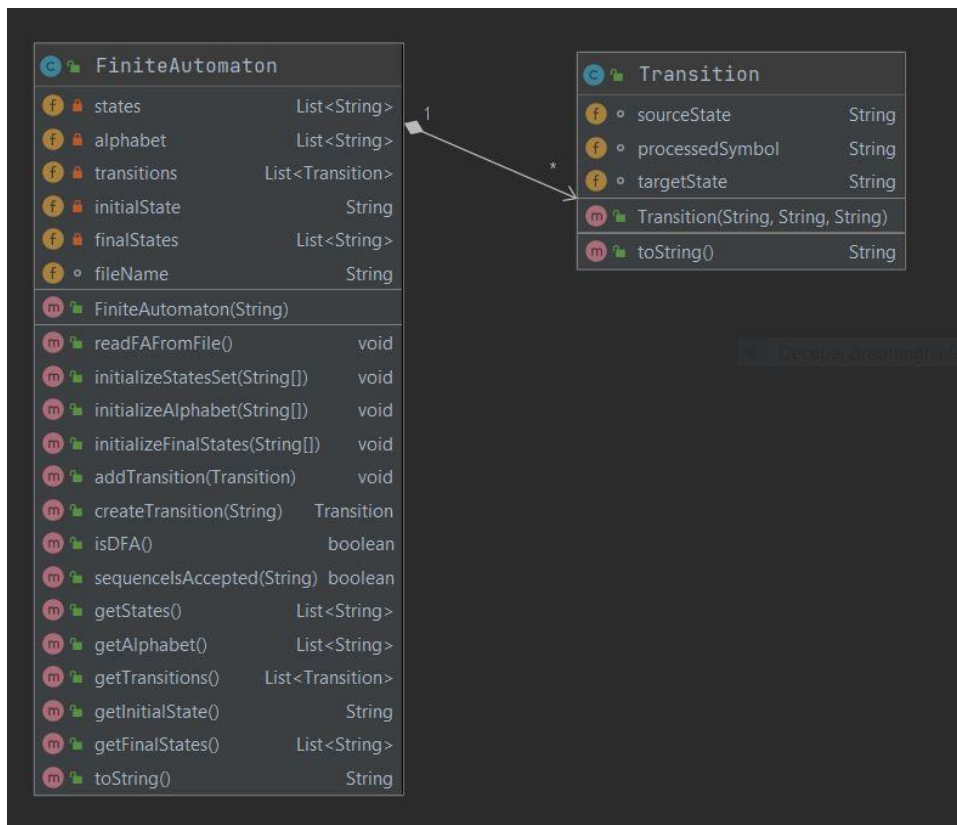 FiniteAutomaton
states List<String>
alphabet List<String>
transitions List<Transition>
initialState String
finalStates List<String>
fileName String
FiniteAutomaton(String)
readFAFromFile() void
initializeStatesSet(String[]) void
initializeAlphabet(String[]) void
initializeFinalStates(String[]) void
addTransition(Transition) void
createTransition(String) Transition
isDFA() boolean
sequenceIsAccepted(String) boolean
getStates() List<String>
getAlphabet() List<String>
getTransitions() List<Transition>
getInitialState() String
getFinalStates() List<String>
toString() String
1
*
Transition
sourceState String
processedSymbol String
targetState String
Transition(String, String, String)
toString() String
Decupaj